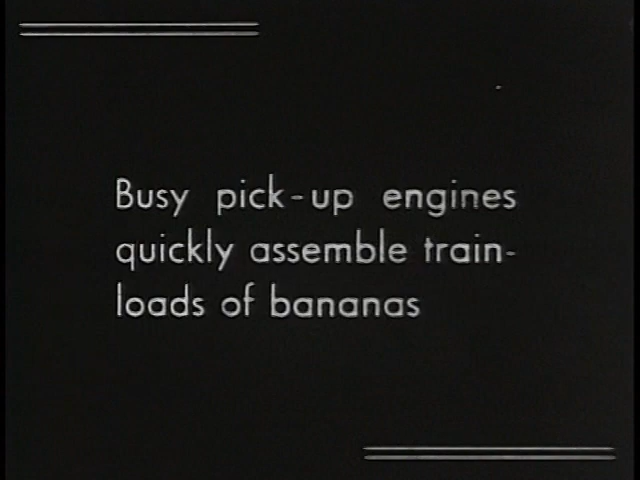 Busy pick-up engines
quickly assemble train-
loads of bananas